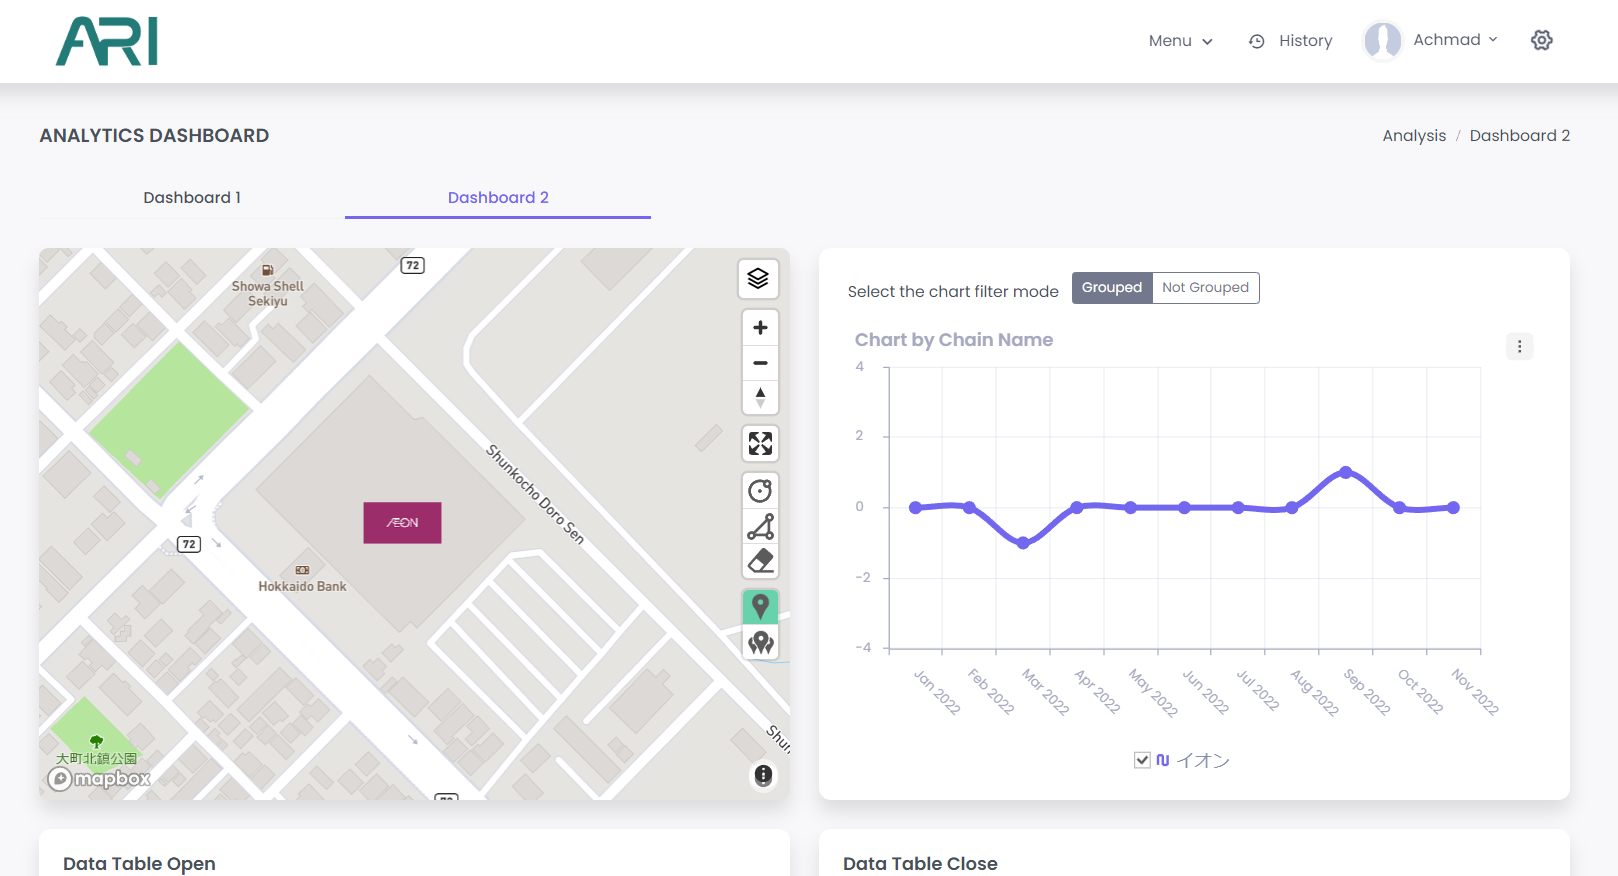 ARI
Menu
History
Achmad
ANALYTICS DASHBOARD
Analysis / Dashboard 2
Dashboard 1
Dashboard 2
72
Showa Shell
Sekiyu
Shunkocho Doro Sen
ÆON
72
Hokkaido Bank
Shun
大町北鎮公園
mapbox
72
Select the chart filter mode
Grouped
Not Grouped
Chart by Chain Name
4
2
0
-2
-4
Jan 2022
Feb 2022
Mar 2022
Apr 2022
May 2022
Jun 2022
Jul 2022
Aug 2022
Sep 2022
Oct 2022
Nov 2022
イオン
Data Table Open
Data Table Close